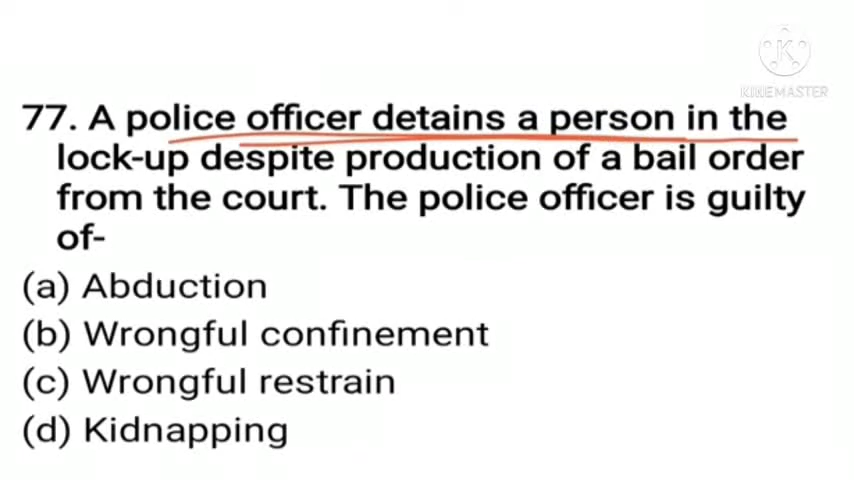 K
KINEMASTER
77. A police officer detains a person in the
lock-up despite production of a bail order
from the court. The police officer is guilty
of-
(a) Abduction
(b) Wrongful confinement
(c) Wrongful restrain
(d) Kidnapping